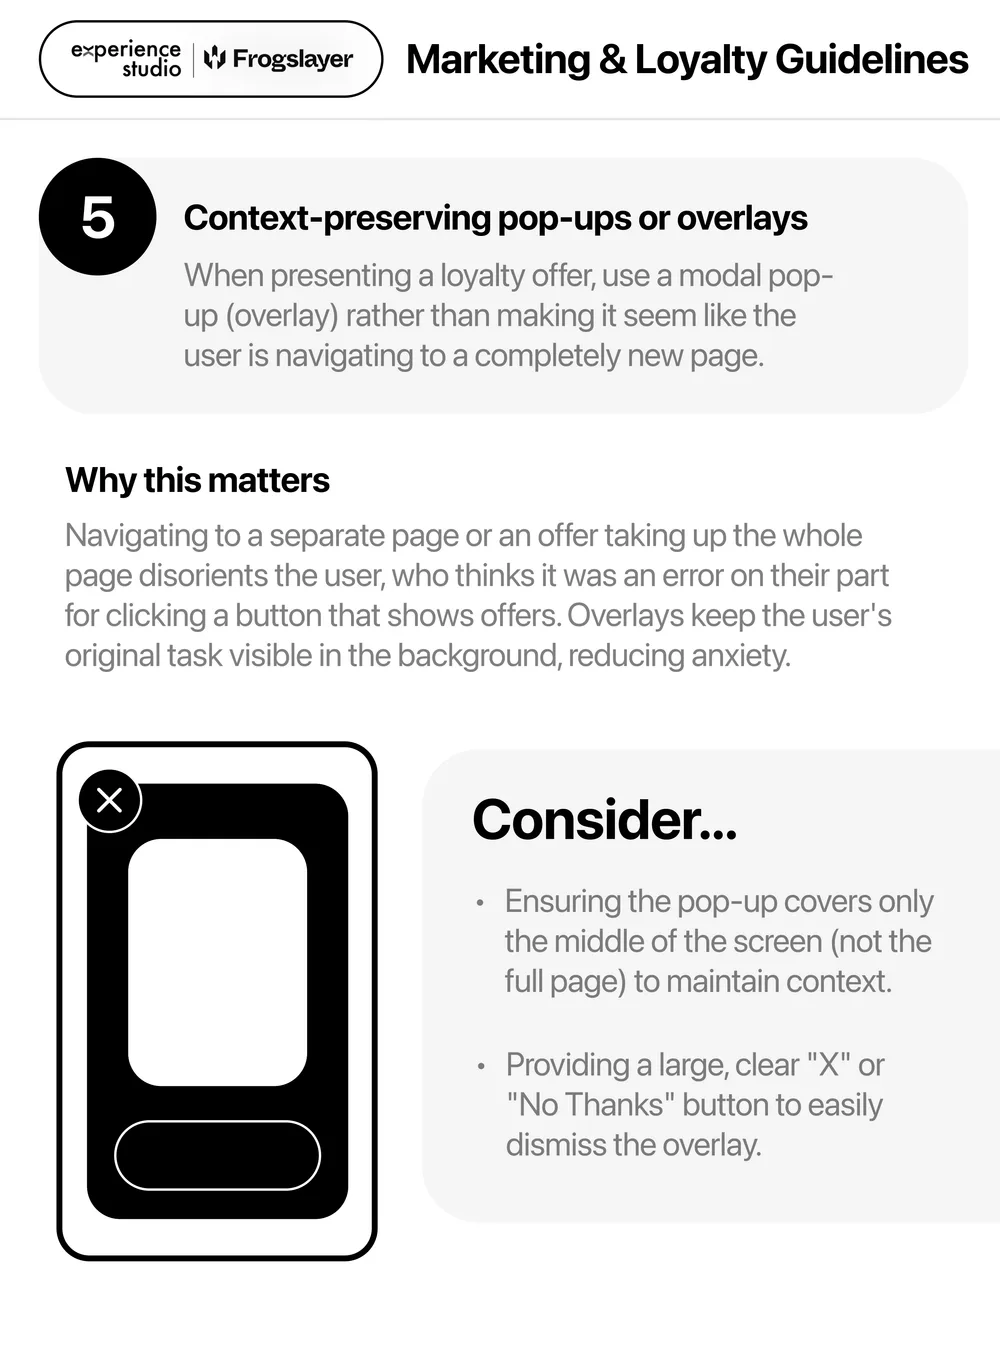 experience
studio
Frogslayer
Marketing & Loyalty Guidelines
5
Context-preserving pop-ups or overlays
When presenting a loyalty offer, use a modal pop-
up (overlay) rather than making it seem like the
user is navigating to a completely new page.
Why this matters
Navigating to a separate page or an offer taking up the whole
page disorients the user, who thinks it was an error on their part
for clicking a button that shows offers. Overlays keep the user's
original task visible in the background, reducing anxiety.
Consider...
• Ensuring the pop-up covers only
the middle of the screen (not the
full page) to maintain context.
• Providing a large, clear "X" or
"No Thanks" button to easily
dismiss the overlay.